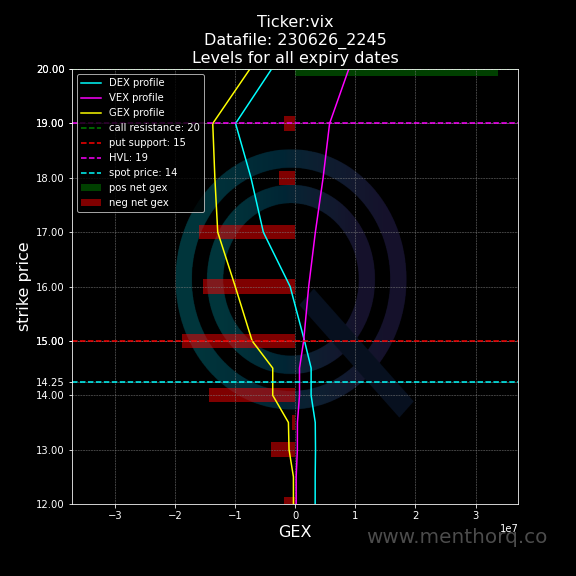 Ticker:vix
Datafile: 230626_2245
Levels for all expiry dates
DEX profile
VEX profile
GEX profile
call resistance: 20
put support: 15
HVL: 19
spot price: 14
pos net gex
neg net gex
strike price
20.00
19.00
18.00
17.00
16.00
15.00
14.25
14.00
13.00
12.00
−3
−2
−1
0
1
2
3
1e7
GEX
www.menthorq.co